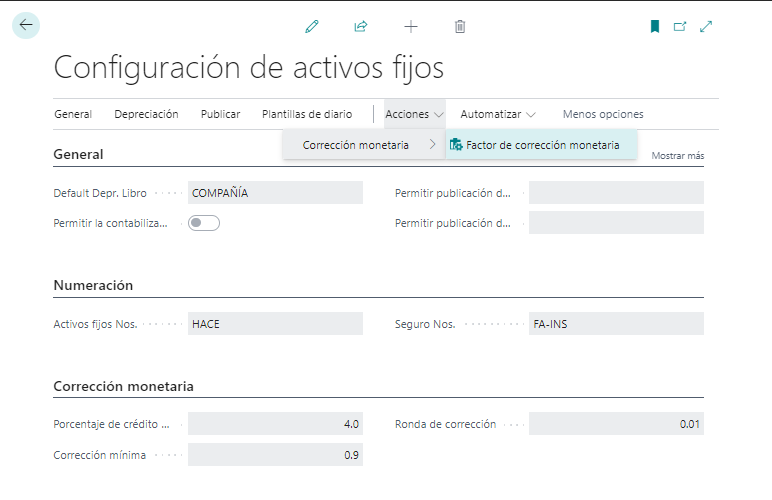 Configuración de activos fijos
General Depreciación Publicar Plantillas de diario Acciones Automatizar Menos opciones
Corrección monetaria Factor de corrección monetaria
General Mostrar más
Default Depr. Libro COMPAÑÍA Permitir publicación d...
Permitir la contabiliza... Permitir publicación d...
Numeración
Activos fijos Nos. HACE Seguro Nos. FA-INS
Corrección monetaria
Porcentaje de crédito ... 4.0 Ronda de corrección 0.01
Corrección mínima 0.9